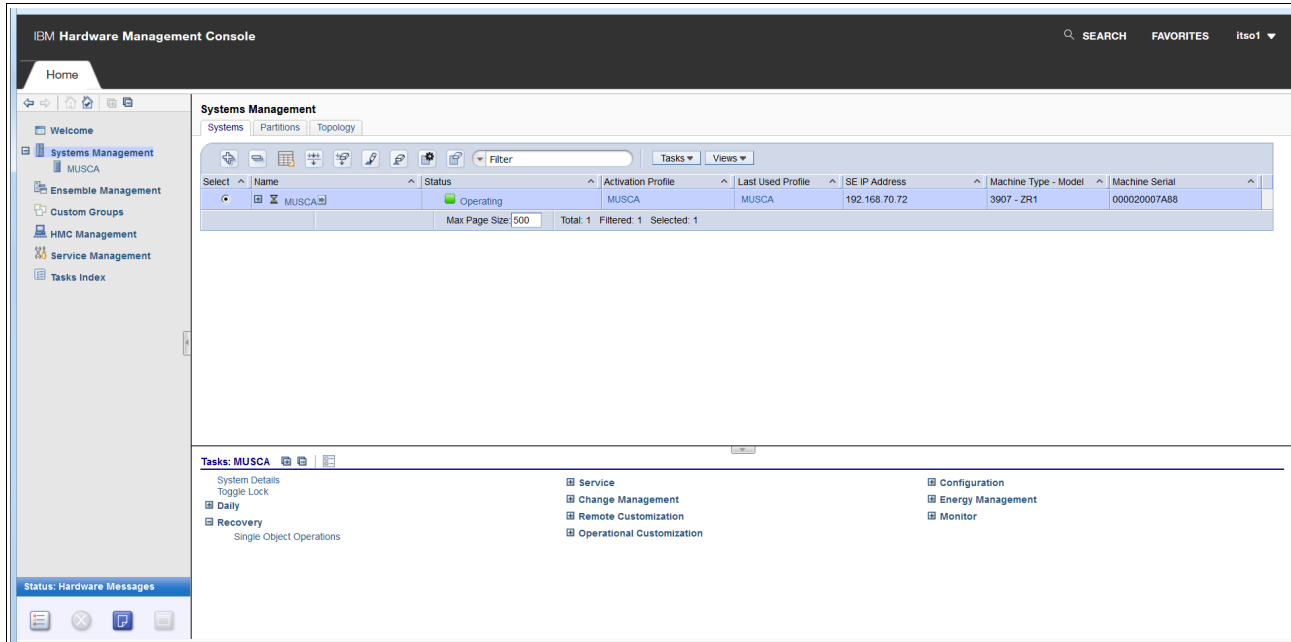 IBM Hardware Management Console
SEARCH FAVORITES itso1
Home
Welcome
Systems Management
MUSCA
Ensemble Management
Custom Groups
HMC Management
Service Management
Tasks Index
Status: Hardware Messages
Systems Management
Systems Partitions Topology
Filter Tasks Views
Select Name Status Activation Profile Last Used Profile SE IP Address Machine Type - Model Machine Serial
MUSCA Operating MUSCA MUSCA 192.168.70.72 3907 - ZR1 000020007A88
Max Page Size: 500 Total: 1 Filtered: 1 Selected: 1
Tasks: MUSCA
System Details
Toggle Lock
Daily
Recovery
Single Object Operations
Service
Change Management
Remote Customization
Operational Customization
Configuration
Energy Management
Monitor